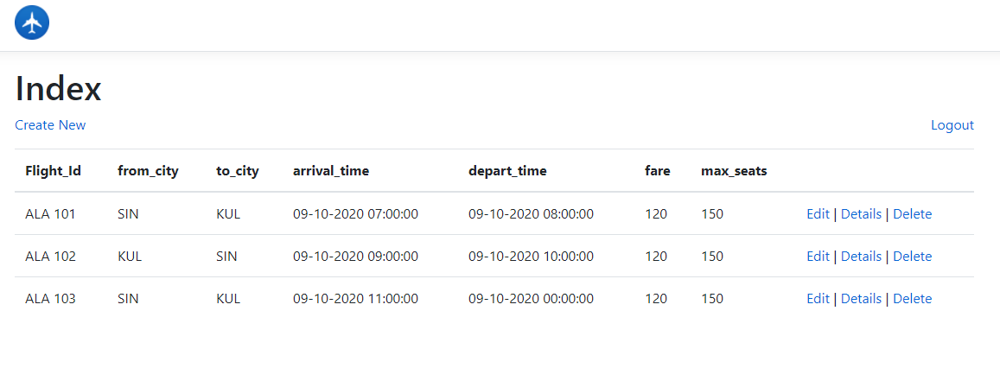 Index
Create New Logout
Flight_Id from_city to_city arrival_time depart_time fare max_seats
ALA 101 SIN KUL 09-10-2020 07:00:00 09-10-2020 08:00:00 120 150 Edit | Details | Delete
ALA 102 KUL SIN 09-10-2020 09:00:00 09-10-2020 10:00:00 120 150 Edit | Details | Delete
ALA 103 SIN KUL 09-10-2020 11:00:00 09-10-2020 00:00:00 120 150 Edit | Details | Delete